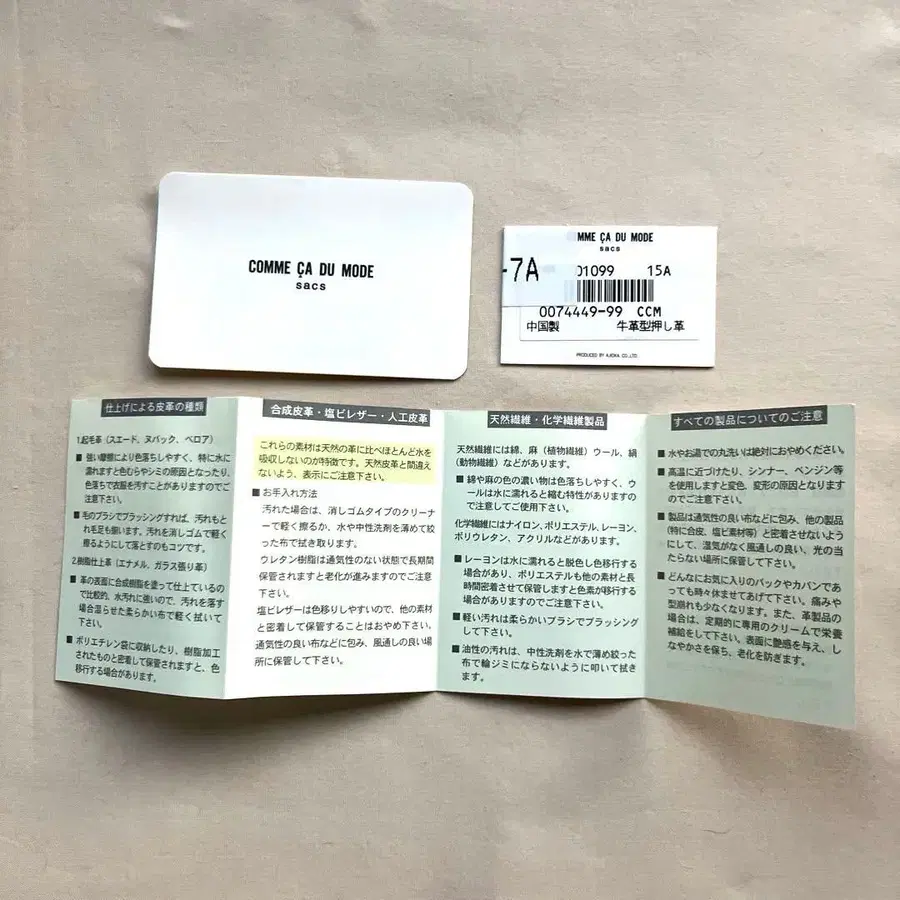 COMME ÇA DU MODE
sacs
MME ÇA DU MODE
sacs
-7A
01099 15A
0074449-99 CCM
中国製 牛革型押し革
PRODUCED BY AJIOKA CO.,LTD.
仕上げによる皮革の種類
1.起毛革（スエード、ヌバック、ベロア）
■ 強い摩擦により色落ちしやすく、特に水に
濡れますと色むらやシミの原因となったり、
色落ちで衣服を汚すことがありますのでご
注意下さい。
■ 毛のブラシでブラッシングすれば、汚れもと
れ毛足も揃います。汚れを消しゴムで軽く
擦るようにして落とすのもコツです。
2.樹脂仕上革（エナメル、ガラス張り革）
■ 革の表面に合成樹脂を塗って仕上ているの
で比較的、水汚れに強いので、汚れを落す
場合湿らせた柔らかい布で軽く拭いて
下さい。
■ ポリエチレン袋に収納したり、樹脂加工
されたものと密着して保管されますと、色
移行する場合があります。
合成皮革・塩ビレザー・人工皮革
これらの素材は天然の革に比べほとんど水を
吸収しないのが特徴です。天然皮革と間違え
ないよう、表示にご注意下さい。
■ お手入れ方法
汚れた場合は、消しゴムタイプのクリーナ
ーで軽く擦るか、水や中性洗剤を薄めて絞
った布で拭き取ります。
ウレタン樹脂は通気性のない状態で長期間
保管されますと老化が進みますのでご注意
下さい。
塩ビレザーは色移りしやすいので、他の素材
と密着して保管することはおやめ下さい。
通気性の良い布などに包み、風通しの良い場
所に保管して下さい。
天然繊維・化学繊維製品
天然繊維には綿、麻（植物繊維）ウール、絹
（動物繊維）などがあります。
■ 綿や麻の色の濃い物は色落ちしやすく、ウ
ールは水に濡れると縮む特性がありますの
で注意してご使用下さい。
化学繊維にはナイロン、ポリエステル、レーヨン、
ポリウレタン、アクリルなどがあります。
■ レーヨンは水に濡れると脱色し色移行する
場合があり、ポリエステルも他の素材と長
時間密着させて保管しますと色素が移行する
場合がありますのでご注意下さい。
■ 軽い汚れは柔らかいブラシでブラッシング
して下さい。
■ 油性の汚れは、中性洗剤を水で薄め絞った
布で輪ジミにならないように叩いて拭き
ます。
すべての製品についてのご注意
■ 水やお湯での丸洗いは絶対におやめください。
■ 高温に近づけたり、シンナー、ベンジン等
を使用しますと変色、変形の原因となります
のでご注意下さい。
■ 製品は通気性の良い布などに包み、他の製品
（特に合皮、塩ビ素材等）と密着させないよう
にして、湿気がなく風通しの良い、光の当
たらない場所に保管して下さい。
■ どんなにお気に入りのバックやカバンであ
っても時々休ませてあげて下さい。痛みや
型崩れも少なくなります。また、革製品の
場合は、定期的に専用のクリームで栄養
補給をして下さい。表面に艶感を与え、し
なやかさを保ち、老化を防ぎます。